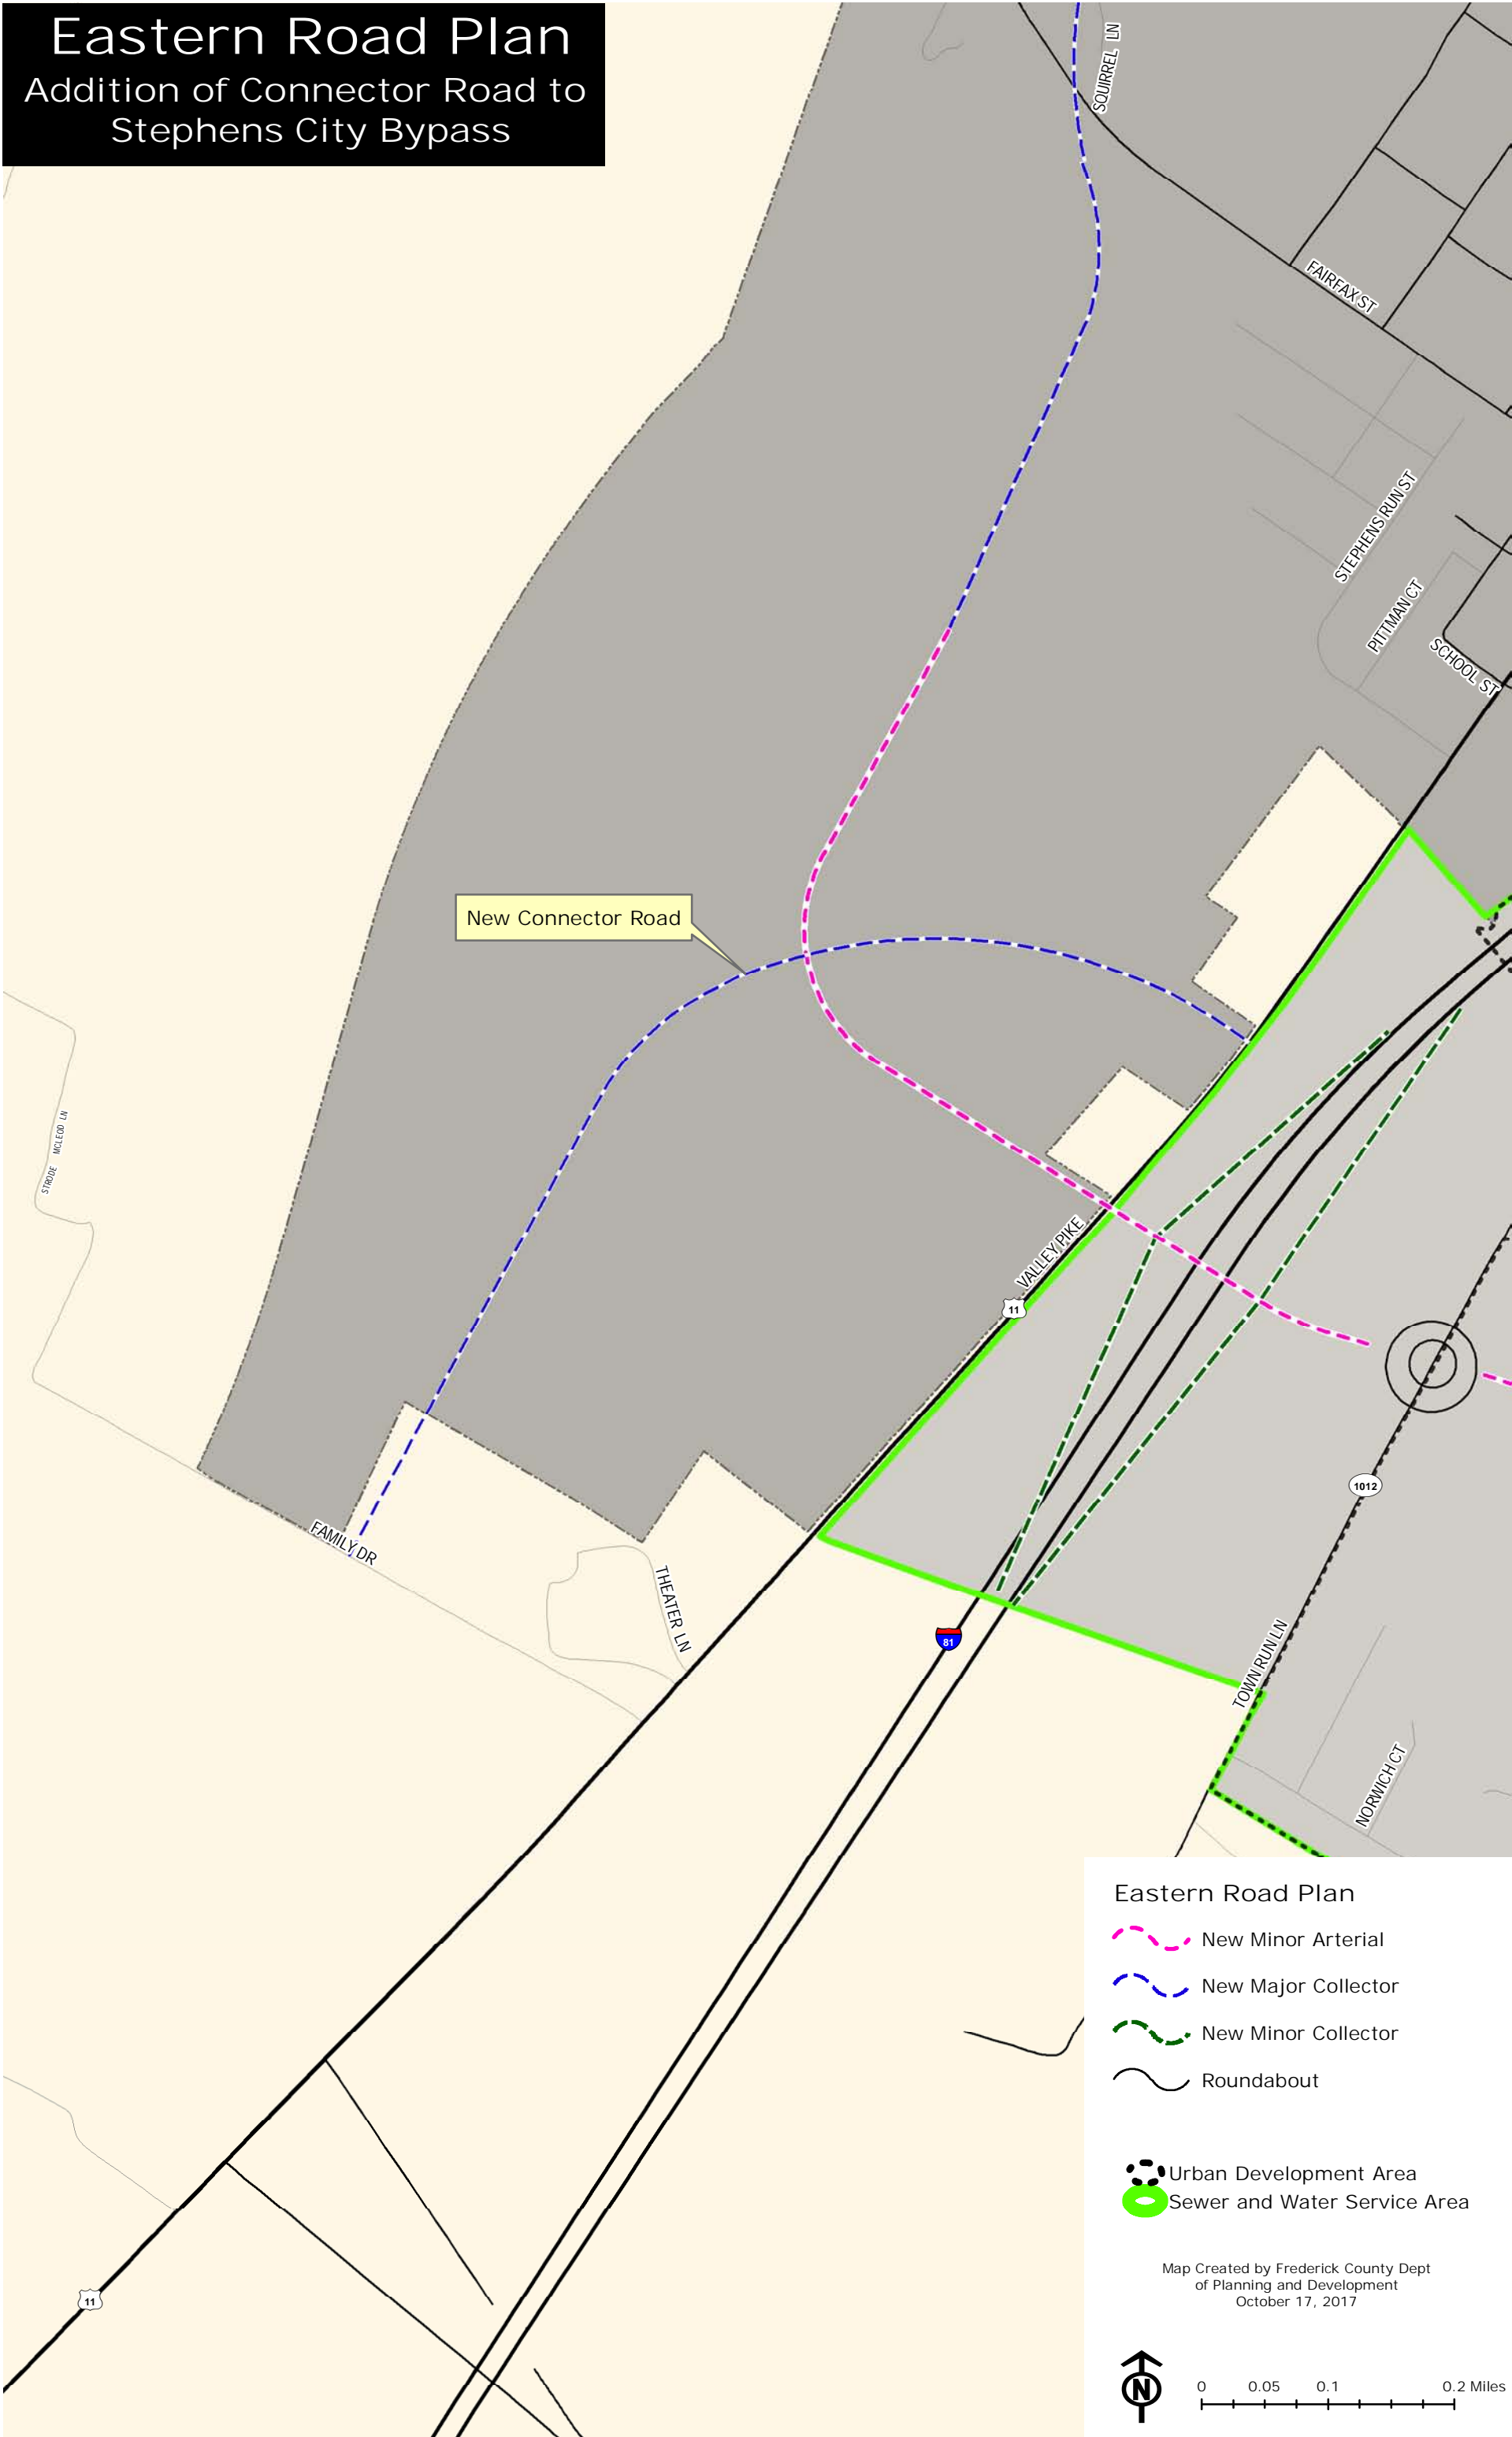 Eastern Road Plan
Addition of Connector Road to
Stephens City Bypass
SQUIRREL LN
FAIRFAX ST
STEPHENS RUN ST
PITTMAN CT
SCHOOL ST
New Connector Road
STRODE MCLEOD LN
VALLEY PIKE
11
1012
FAMILY DR
THEATER LN
81
TOWN RUN LN
NORWICH CT
Eastern Road Plan
New Minor Arterial
New Major Collector
New Minor Collector
Roundabout
Urban Development Area
Sewer and Water Service Area
Map Created by Frederick County Dept
of Planning and Development
October 17, 2017
11
N
0 0.05 0.1 0.2 Miles